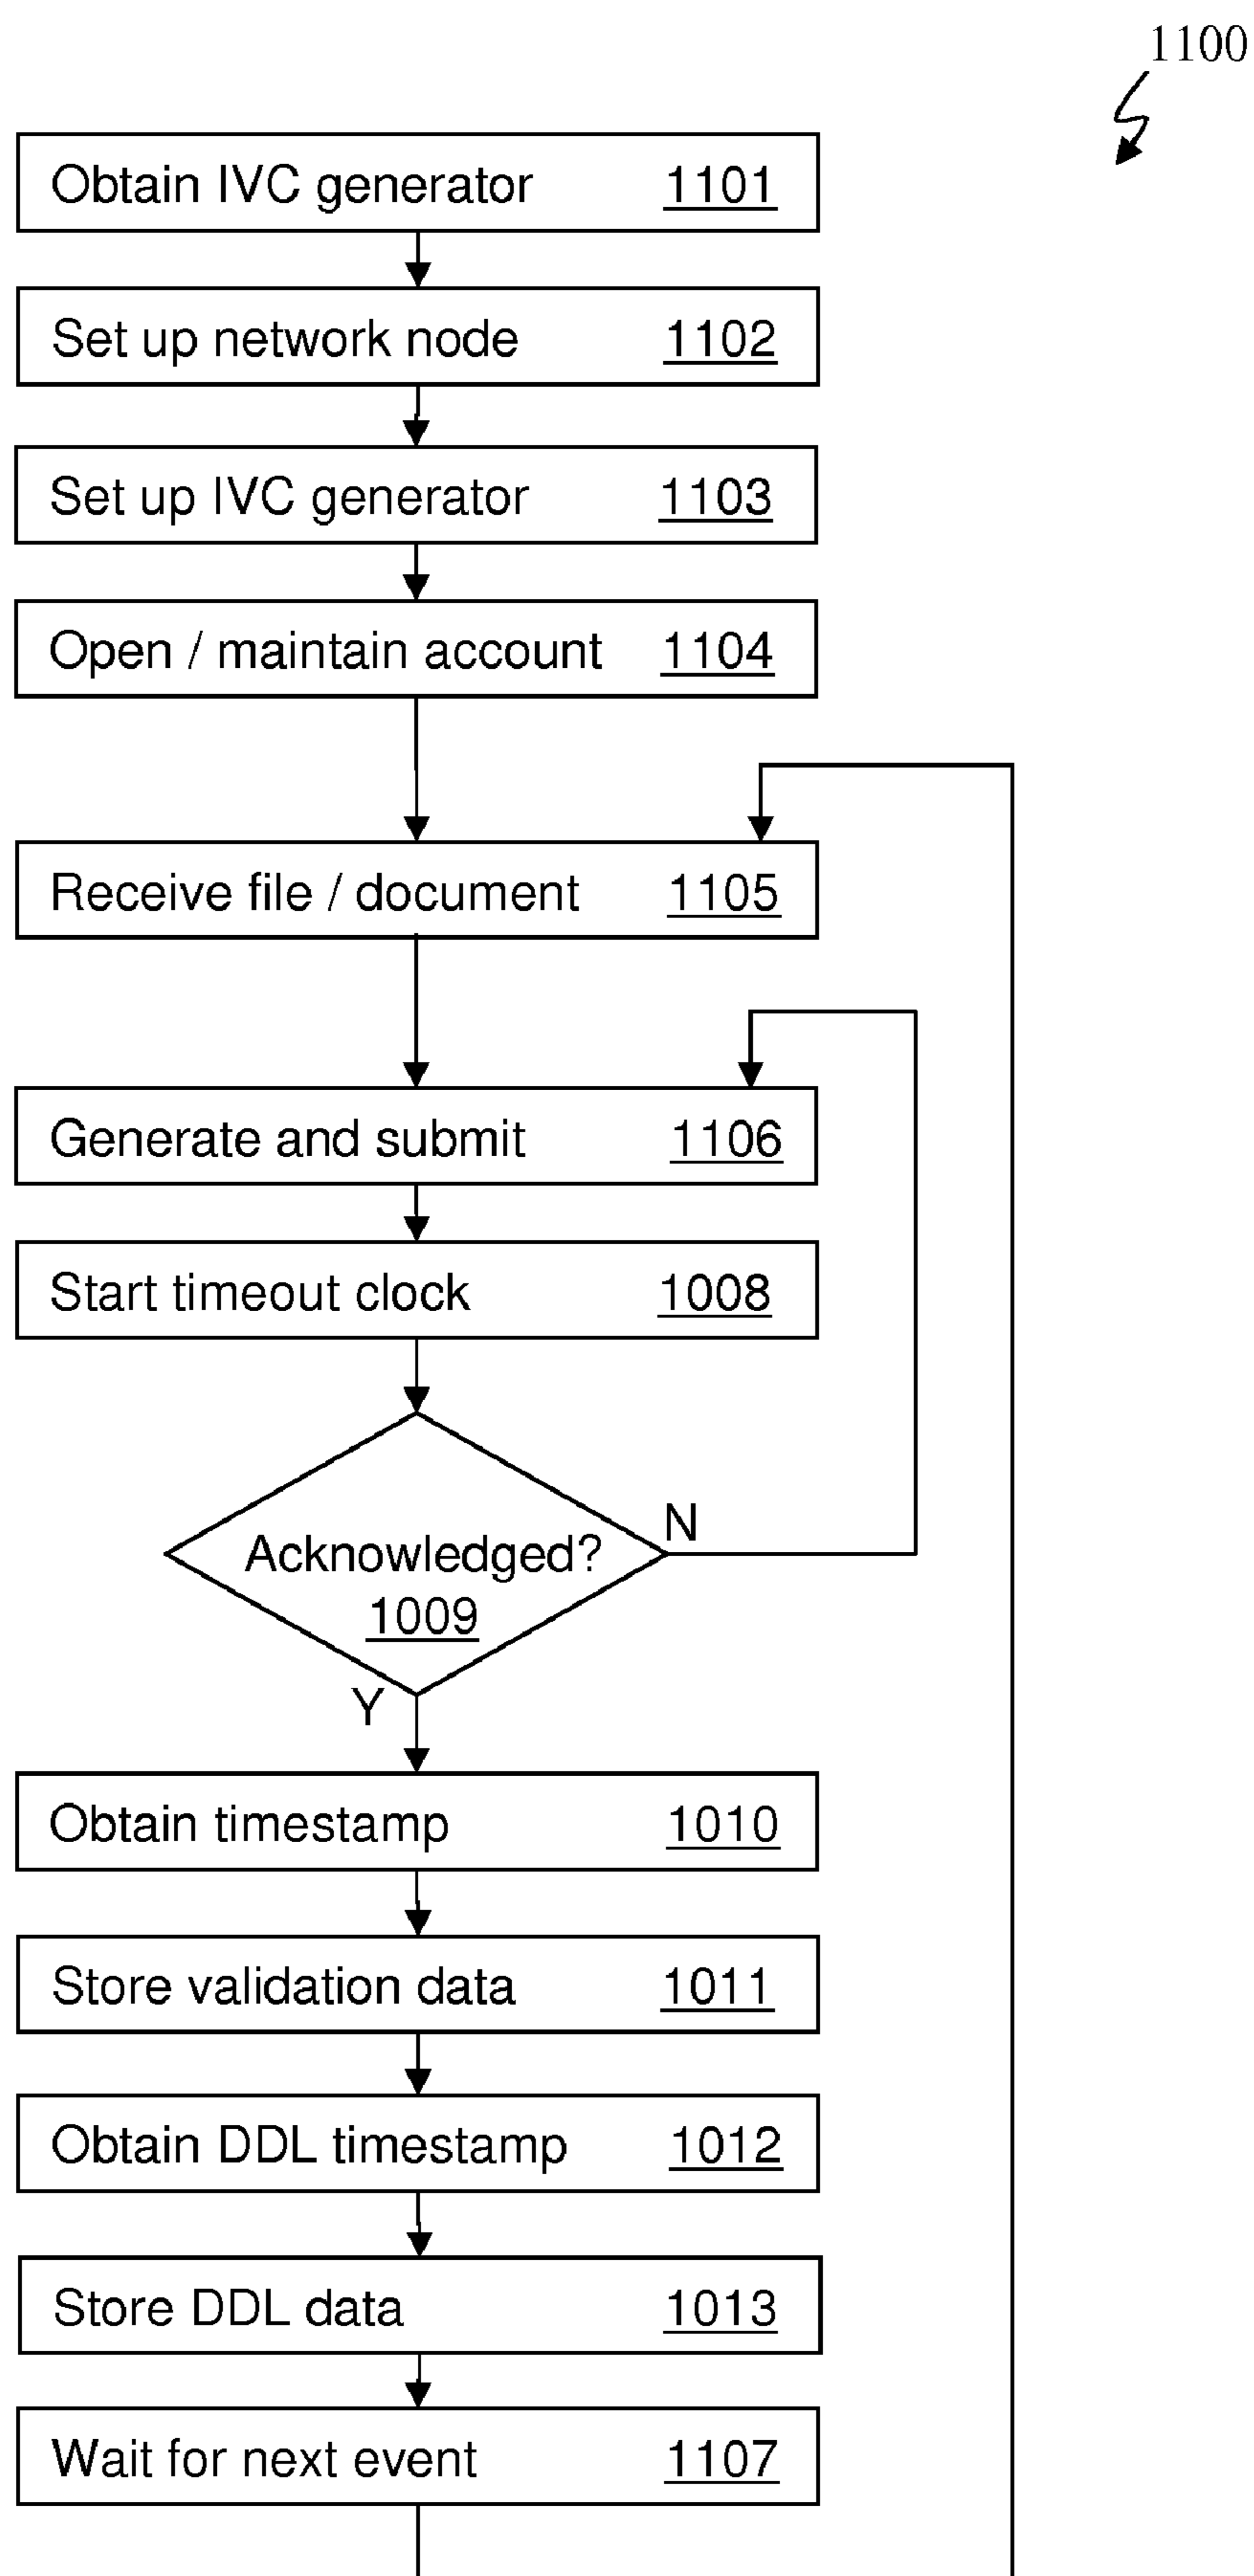 1100
Obtain IVC generator 1101
Set up network node 1102
Set up IVC generator 1103
Open / maintain account 1104
Receive file / document 1105
Generate and submit 1106
Start timeout clock 1008
N
Acknowledged?
1009
Y
Obtain timestamp 1010
Store validation data 1011
Obtain DDL timestamp 1012
Store DDL data 1013
Wait for next event 1107